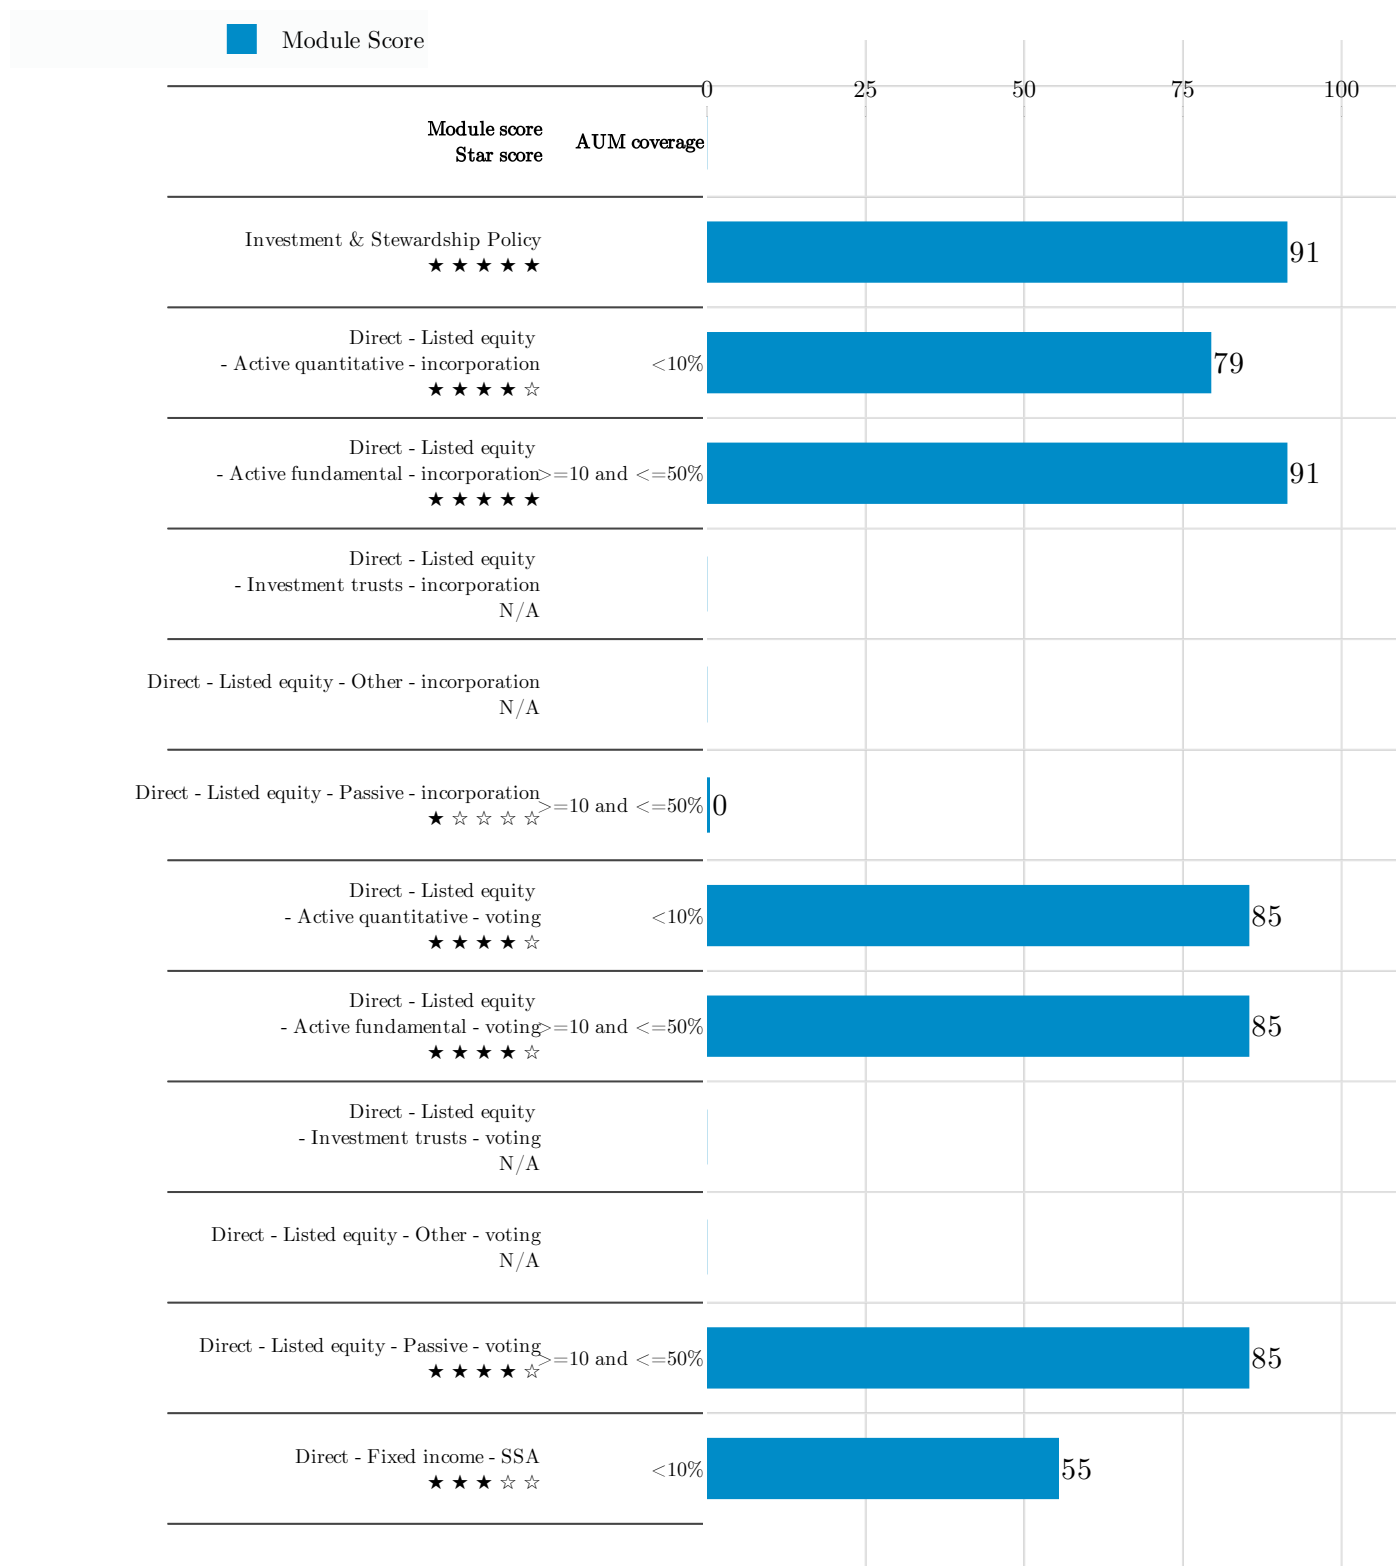 Module Score
0 25 50 75 100
Module score
Star score
AUM coverage
Investment & Stewardship Policy
★ ★ ★ ★ ★
91
Direct - Listed equity
- Active quantitative - incorporation
★ ★ ★ ★ ☆
<10%
79
Direct - Listed equity
- Active fundamental - incorporation
★ ★ ★ ★ ★
>=10 and <=50%
91
Direct - Listed equity
- Investment trusts - incorporation
N/A
Direct - Listed equity - Other - incorporation
N/A
Direct - Listed equity - Passive - incorporation
★ ☆ ☆ ☆ ☆
>=10 and <=50%
0
Direct - Listed equity
- Active quantitative - voting
★ ★ ★ ★ ☆
<10%
85
Direct - Listed equity
- Active fundamental - voting
★ ★ ★ ★ ☆
>=10 and <=50%
85
Direct - Listed equity
- Investment trusts - voting
N/A
Direct - Listed equity - Other - voting
N/A
Direct - Listed equity - Passive - voting
★ ★ ★ ★ ☆
>=10 and <=50%
85
Direct - Fixed income - SSA
★ ★ ★ ☆ ☆
<10%
55